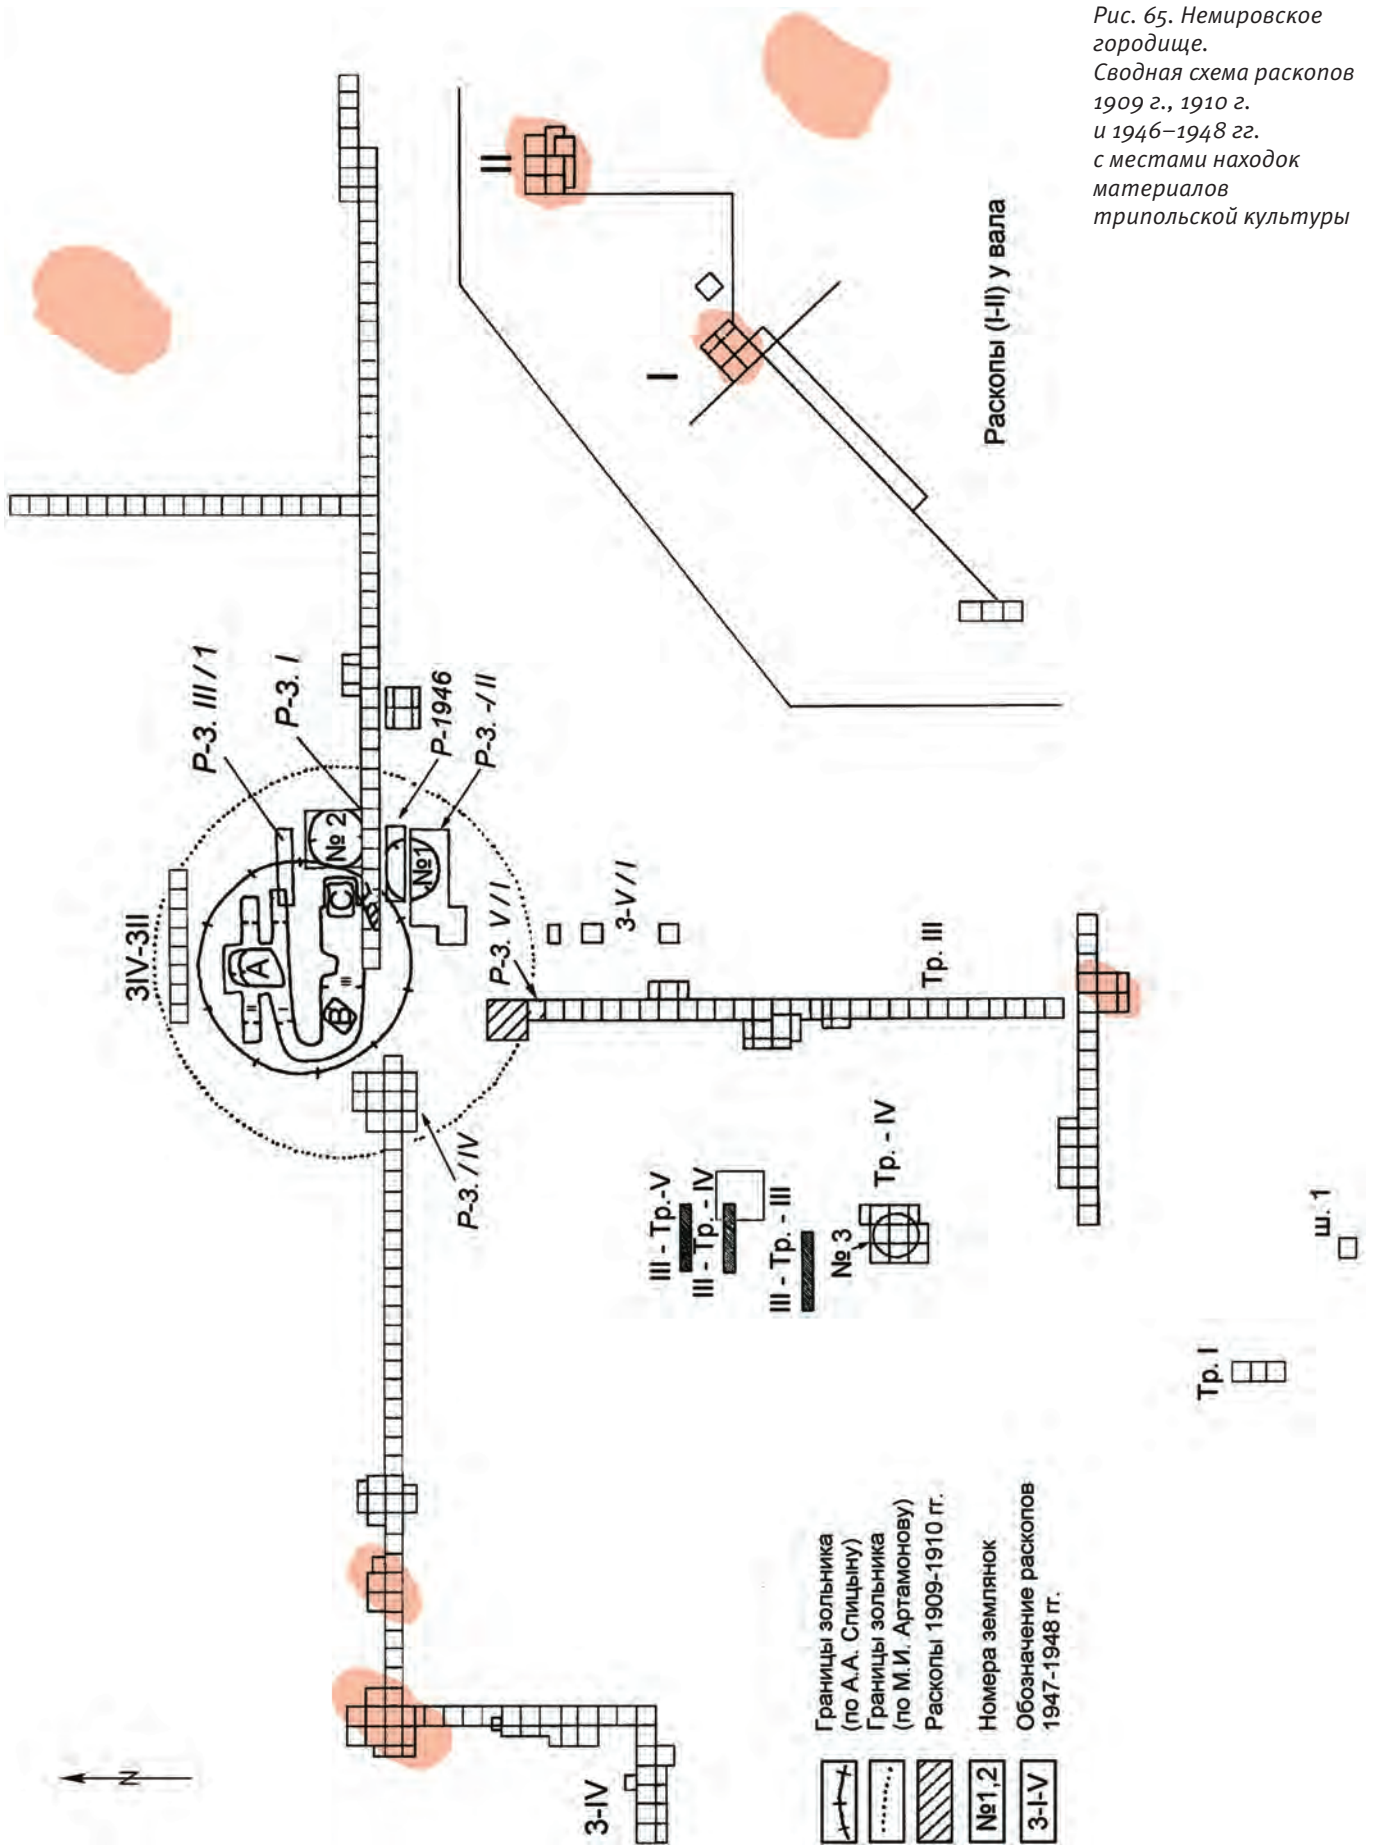 Рис. 65. Немировское
городище.
Сводная схема раскопов
1909 г., 1910 г.
и 1946–1948 гг.
с местами находок
материалов
трипольской культуры
N
3IV-3II
Р-3. III / 1
Р-3. I
Р-1946
Р-3. -/ II
А
В
С
II
III
№ 2
№1
Р-3. / IV
Р-3. V / I
3-V / I
Тр. III
III - Тр.-V
III - Тр. - IV
III - Тр. - III
№ 3
Тр. - IV
Тр. I
ш. 1
3-IV
I
II
Раскопы (I-II) у вала
Границы зольника
(по А.А. Спицыну)
Границы зольника
(по М.И. Артамонову)
Раскопы 1909-1910 гг.
№1,2 Номера землянок
3-I-V Обозначение раскопов
1947-1948 гг.